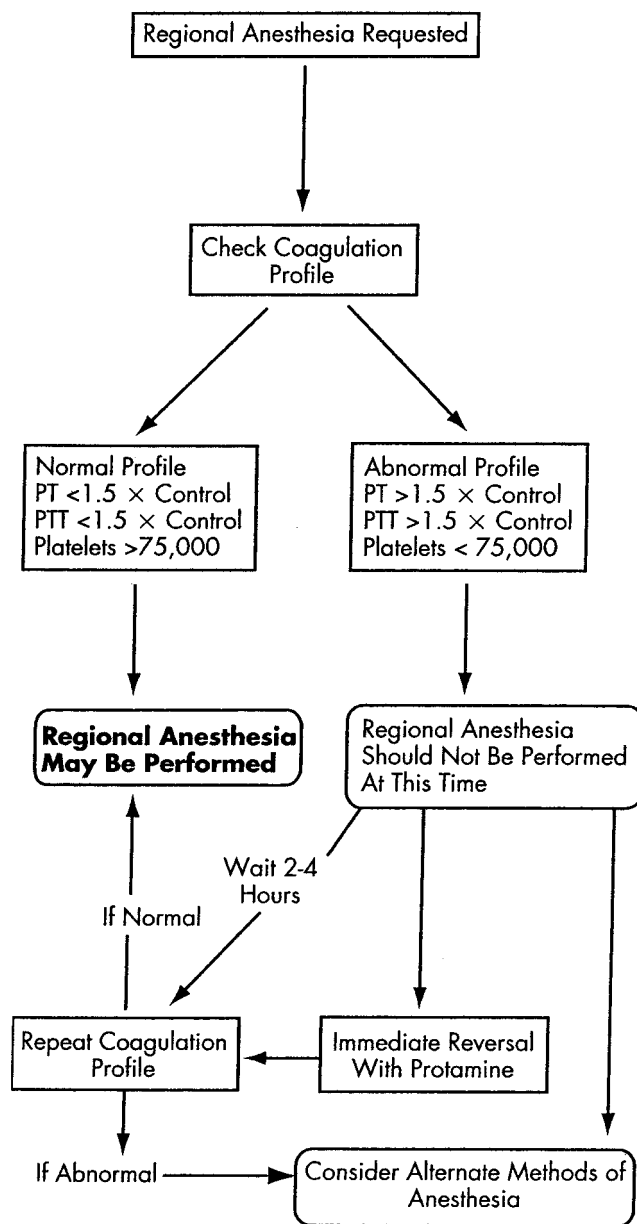 Regional Anesthesia Requested
Check Coagulation
Profile
Normal Profile
PT <1.5 × Control
PTT <1.5 × Control
Platelets >75,000
Abnormal Profile
PT >1.5 × Control
PTT >1.5 × Control
Platelets < 75,000
Regional Anesthesia
May Be Performed
Regional Anesthesia
Should Not Be Performed
At This Time
Wait 2-4
Hours
If Normal
Repeat Coagulation
Profile
Immediate Reversal
With Protamine
If Abnormal
Consider Alternate Methods of
Anesthesia